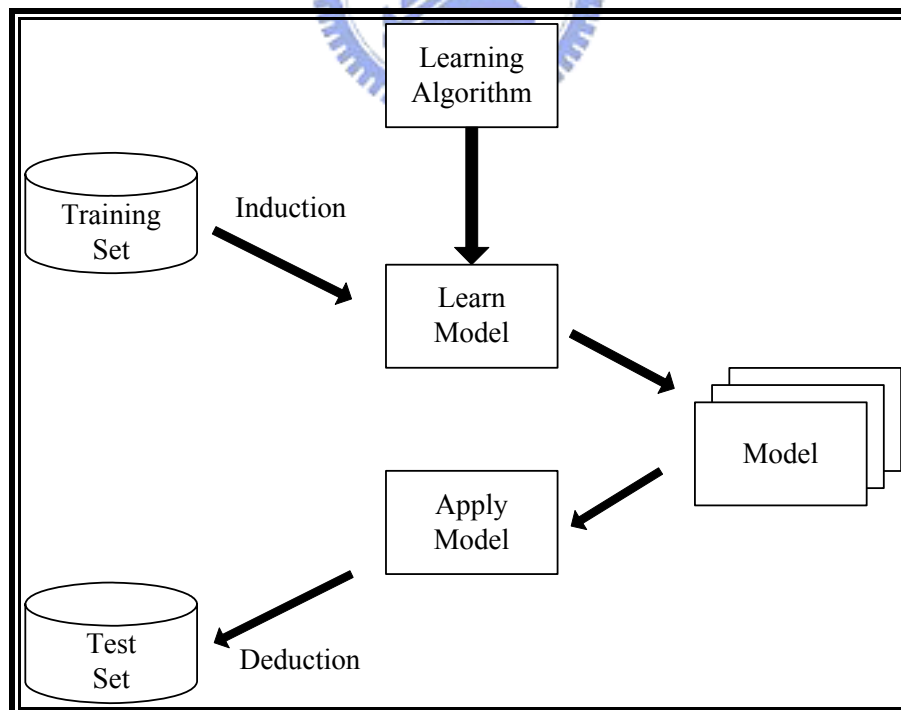 Learning
Algorithm
Training
Set
Induction
Learn
Model
Model
Apply
Model
Test
Set
Deduction